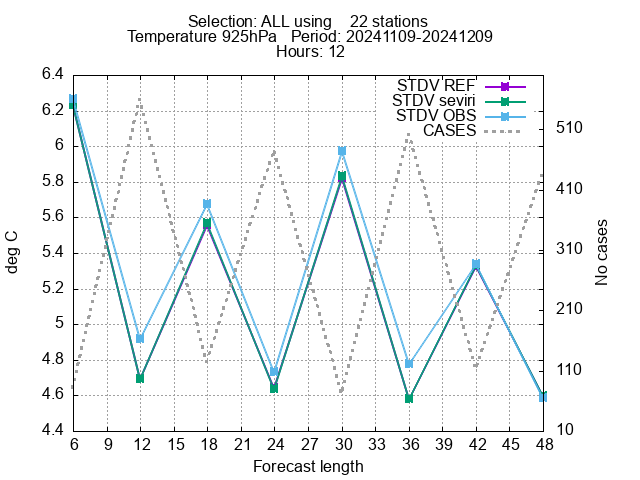 Selection: ALL using    22 stations
Temperature 925hPa   Period: 20241109-20241209
Hours: 12
STDV REF
STDV seviri
STDV OBS
CASES
deg C
6.4
6.2
6
5.8
5.6
5.4
5.2
5
4.8
4.6
4.4
No cases
510
410
310
210
110
10
6 12 15 18 21 24 27 30 33 36 39 42 45 48
Forecast length